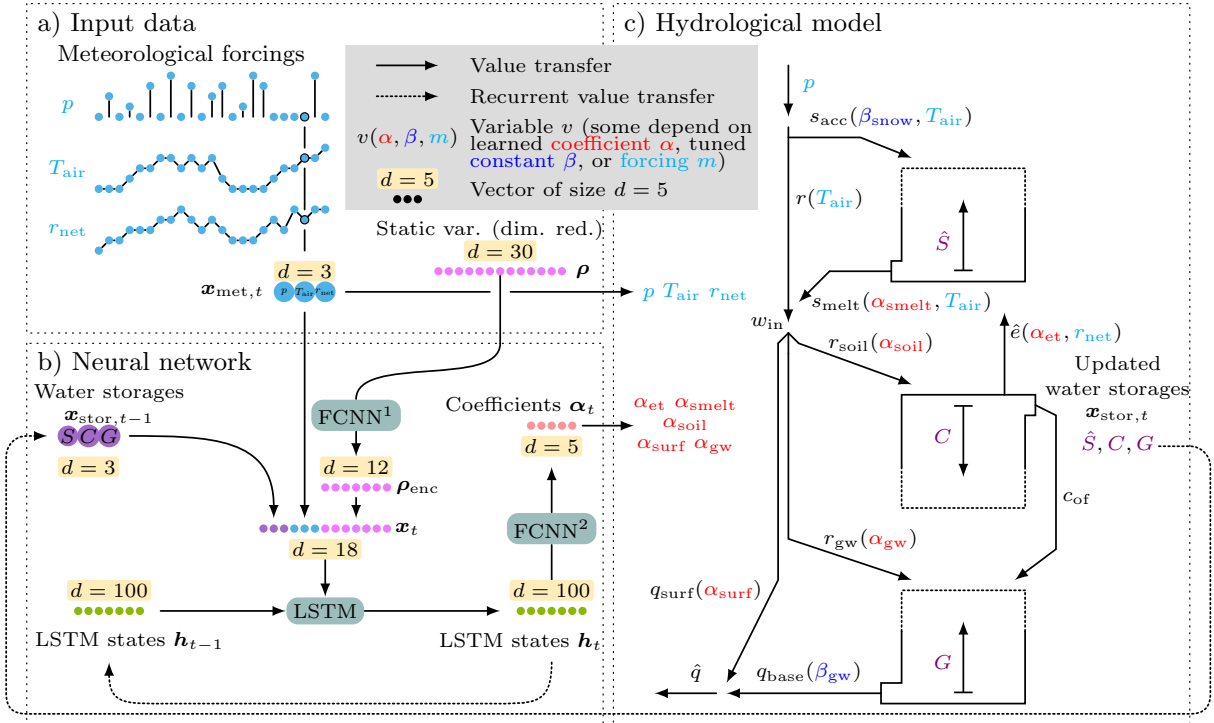 a) Input data
Meteorological forcings
p
T_air
r_net
Value transfer
Recurrent value transfer
v(α, β, m)
Variable v (some depend on
learned coefficient α, tuned
constant β, or forcing m)
d = 5
Vector of size d = 5
Static var. (dim. red.)
d = 30
ρ
d = 3
x_met,t
p T_air r_net
p T_air r_net
b) Neural network
Water storages
x_stor,t−1
S C G
d = 3
FCNN¹
d = 12
ρ_enc
x_t
d = 18
Coefficients α_t
d = 5
α_et α_smelt
α_soil
α_surf α_gw
FCNN²
d = 100
LSTM
d = 100
LSTM states h_t−1
LSTM states h_t
c) Hydrological model
p
s_acc(β_snow, T_air)
r(T_air)
Ŝ
s_melt(α_smelt, T_air)
w_in
ê(α_et, r_net)
r_soil(α_soil)
Updated
water storages
x_stor,t
Ŝ, C, G
C
c_of
r_gw(α_gw)
q_surf(α_surf)
G
q̂
q_base(β_gw)